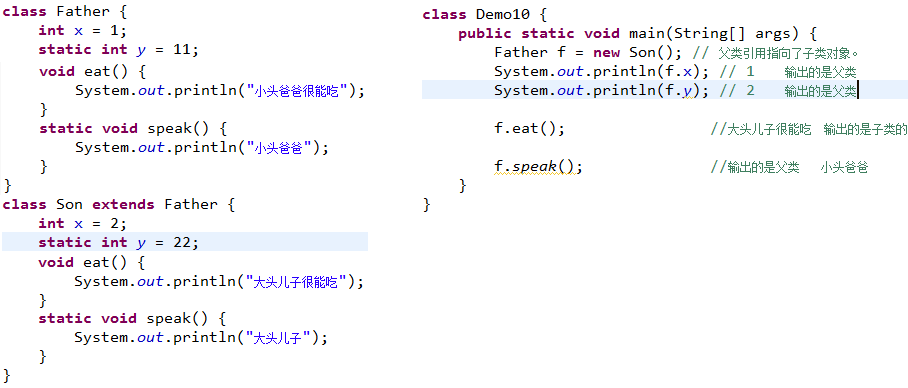 class Father {
    int x = 1;
    static int y = 11;
    void eat() {
        System.out.println("小头爸爸很能吃");
    }
    static void speak() {
        System.out.println("小头爸爸");
    }
}
class Son extends Father {
    int x = 2;
    static int y = 22;
    void eat() {
        System.out.println("大头儿子很能吃");
    }
    static void speak() {
        System.out.println("大头儿子");
    }
}
class Demo10 {
    public static void main(String[] args) {
        Father f = new Son(); // 父类引用指向了子类对象。
        System.out.println(f.x); // 1    输出的是父类
        System.out.println(f.y); // 2    输出的是父类
        f.eat();                //大头儿子很能吃  输出的是子类的
        f.speak();              //输出的是父类   小头爸爸
    }
}